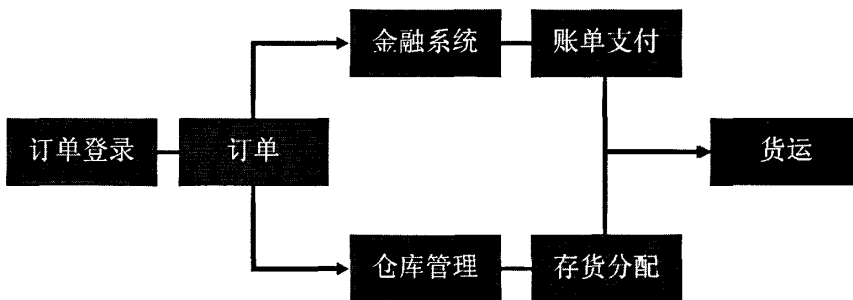 金融系统
账单支付
订单登录
订单
货运
仓库管理
存货分配